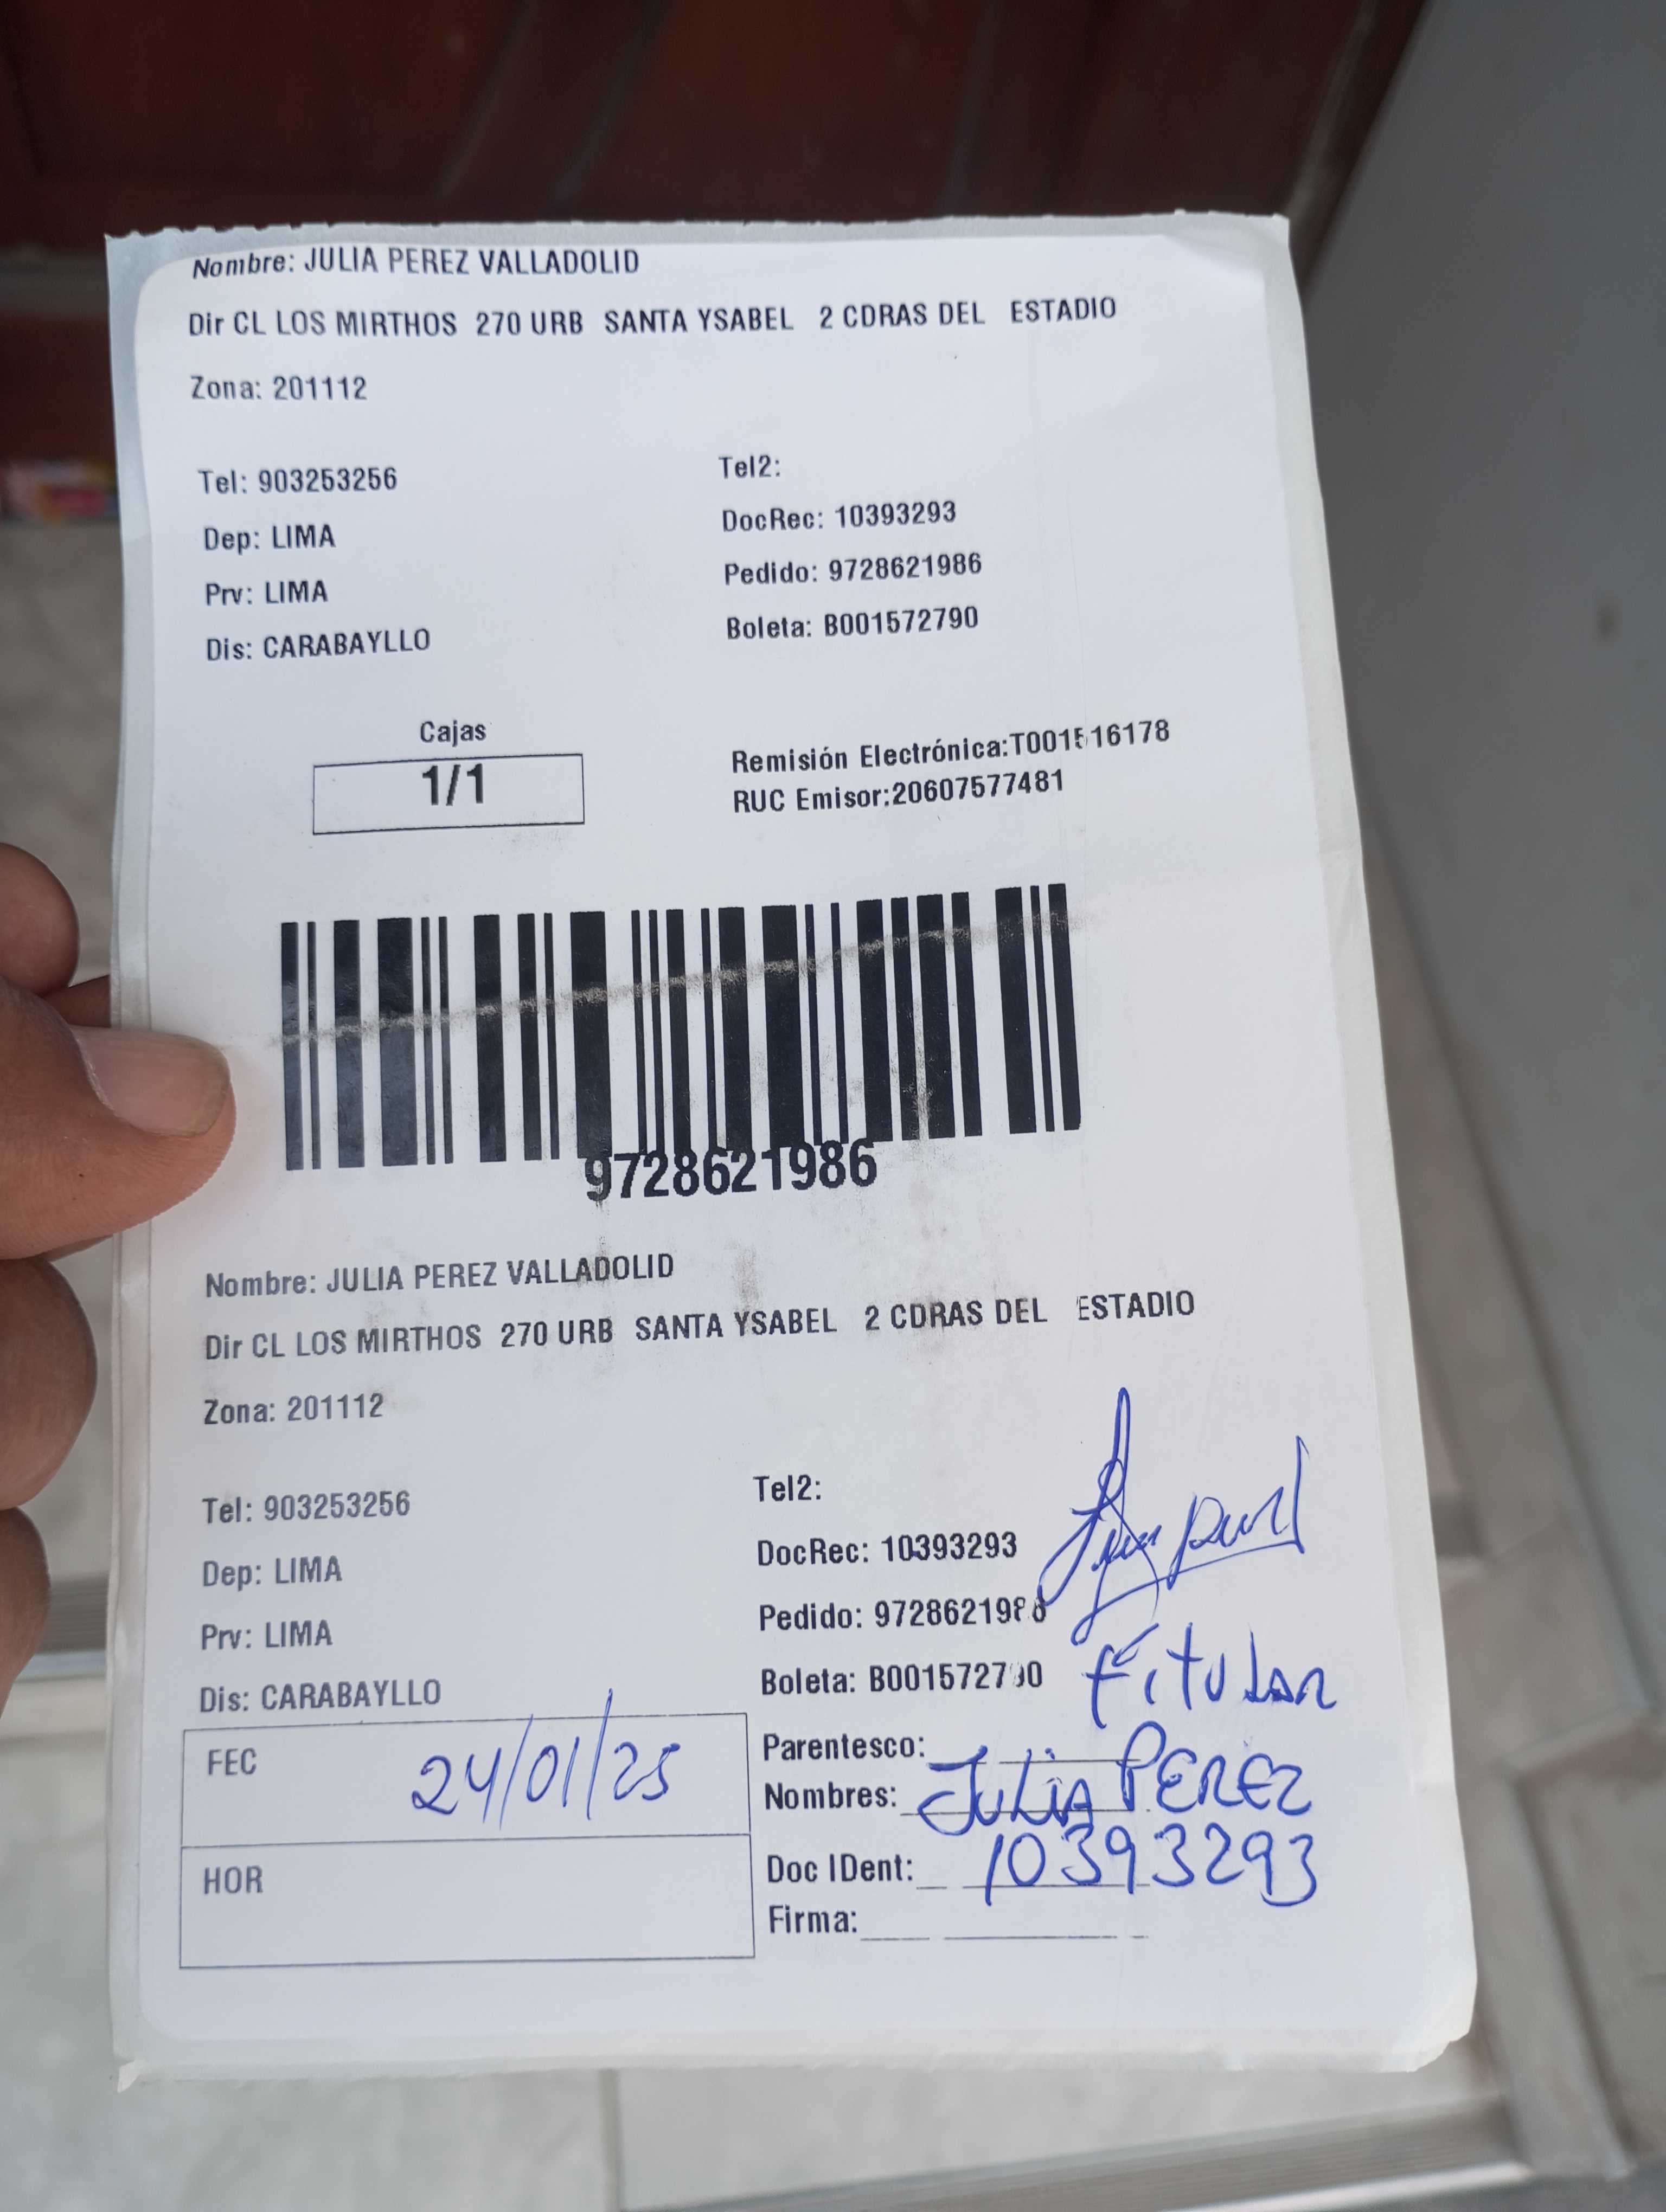 Nombre: JULIA PEREZ VALLADOLID
Dir CL LOS MIRTHOS 270 URB SANTA YSABEL 2 CDRAS DEL ESTADIO
Zona: 201112
Tel: 903253256
Tel2:
Dep: LIMA
DocRec: 10393293
Prv: LIMA
Pedido: 9728621986
Dis: CARABAYLLO
Boleta: B001572790
Cajas
1/1
Remisión Electrónica:T001516178
RUC Emisor:20607577481
9728621986
Nombre: JULIA PEREZ VALLADOLID
Dir CL LOS MIRTHOS 270 URB SANTA YSABEL 2 CDRAS DEL ESTADIO
Zona: 201112
Tel: 903253256
Tel2:
Dep: LIMA
DocRec: 10393293
Prv: LIMA
Pedido: 9728621986
Dis: CARABAYLLO
Boleta: B001572790
titular
FEC 24/01/25
Parentesco:
Nombres: Julia PEREZ
HOR
Doc IDent: 10393293
Firma: